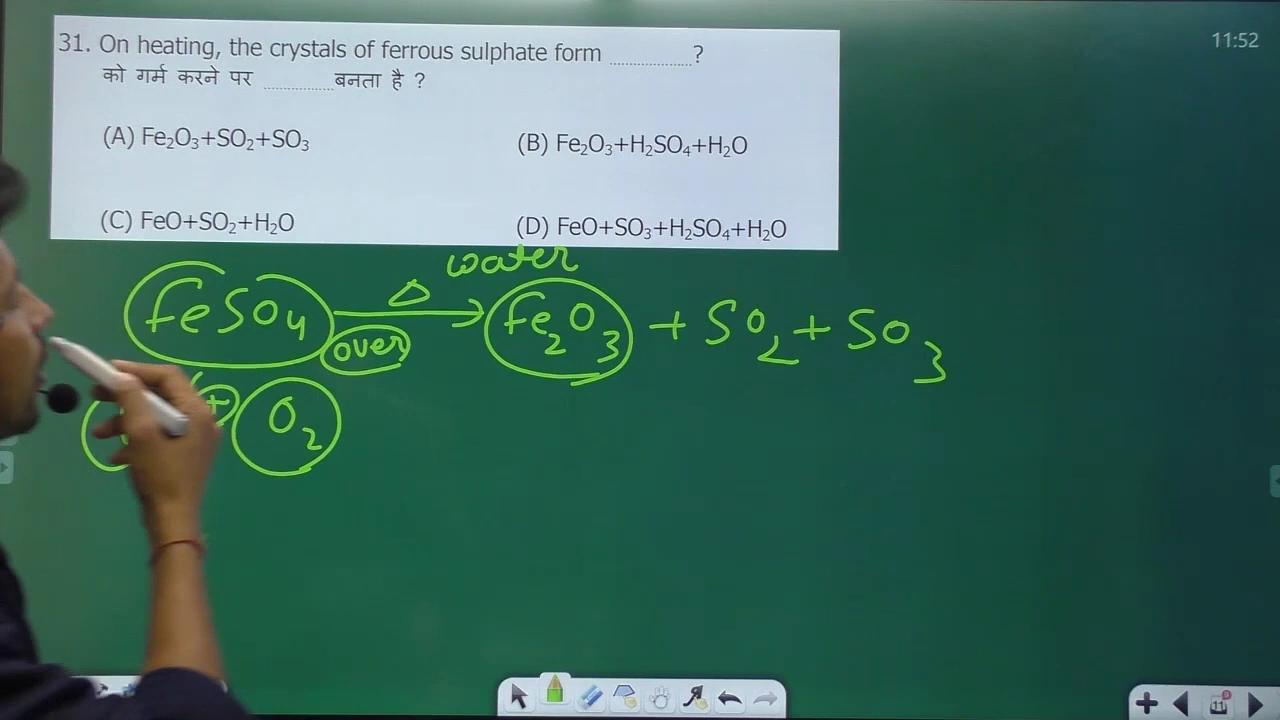 31. On heating, the crystals of ferrous sulphate form ..................?
को गर्म करने पर ...............बनता है ?
(A) Fe₂O₃+SO₂+SO₃
(B) Fe₂O₃+H₂SO₄+H₂O
(C) FeO+SO₂+H₂O
(D) FeO+SO₃+H₂SO₄+H₂O
water
FeSO₄ Δ → Fe₂O₃ + SO₂ + SO₃
over
+ O₂
11:52
11